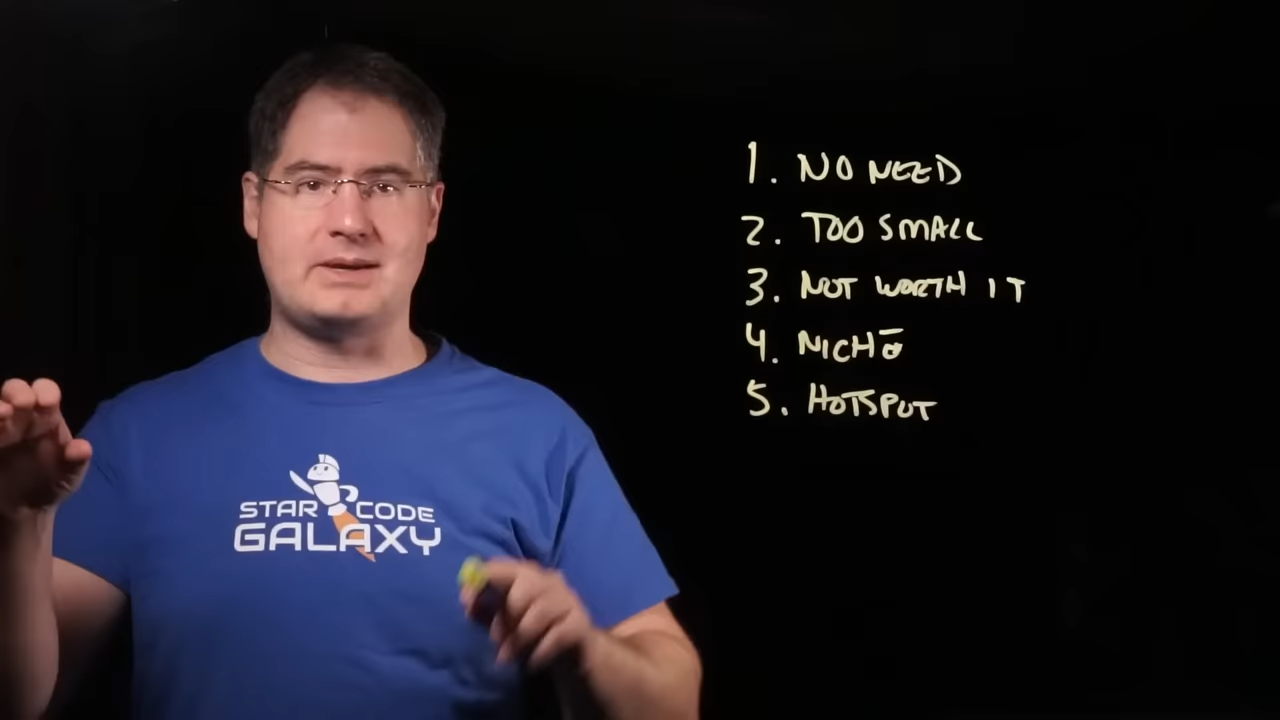 STAR CODE
GALAXY
1. NO NEED
2. TOO SMALL
3. NOT WORTH IT
4. NICHE
5. HOTSPOT